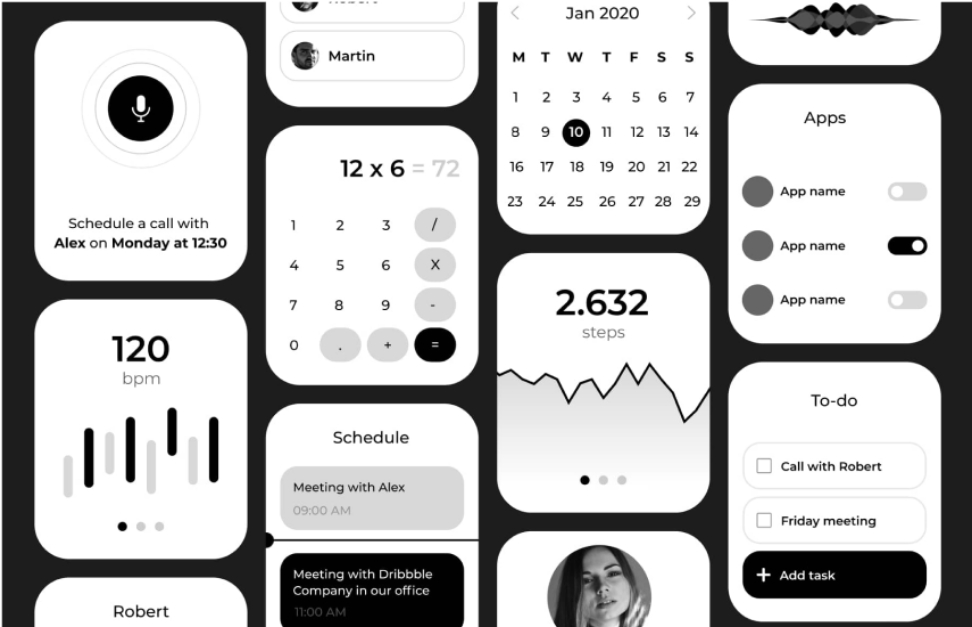 Schedule a call with
Alex on Monday at 12:30
120
bpm
Robert
Robert
Martin
12 x 6 = 72
1 2 3 /
4 5 6 X
7 8 9 -
0 . + =
Schedule
Meeting with Alex
09:00 AM
Meeting with Dribbble
Company in our office
11:00 AM
Jan 2020
M T W T F S S
1 2 3 4 5 6 7
8 9 10 11 12 13 14
16 17 18 19 20 21 22
23 24 25 26 27 28 29
2.632
steps
Apps
App name
App name
App name
To-do
Call with Robert
Friday meeting
+ Add task